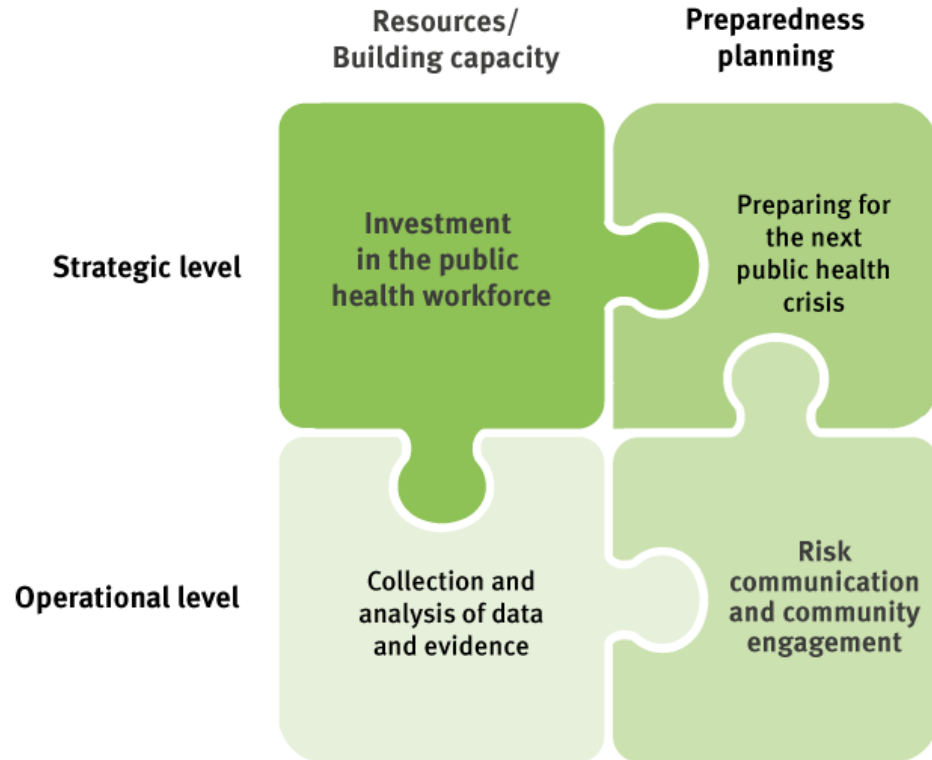 Resources/
Building capacity
Preparedness
planning
Strategic level
Investment
in the public
health workforce
Preparing for
the next
public health
crisis
Operational level
Collection and
analysis of data
and evidence
Risk
communication
and community
engagement